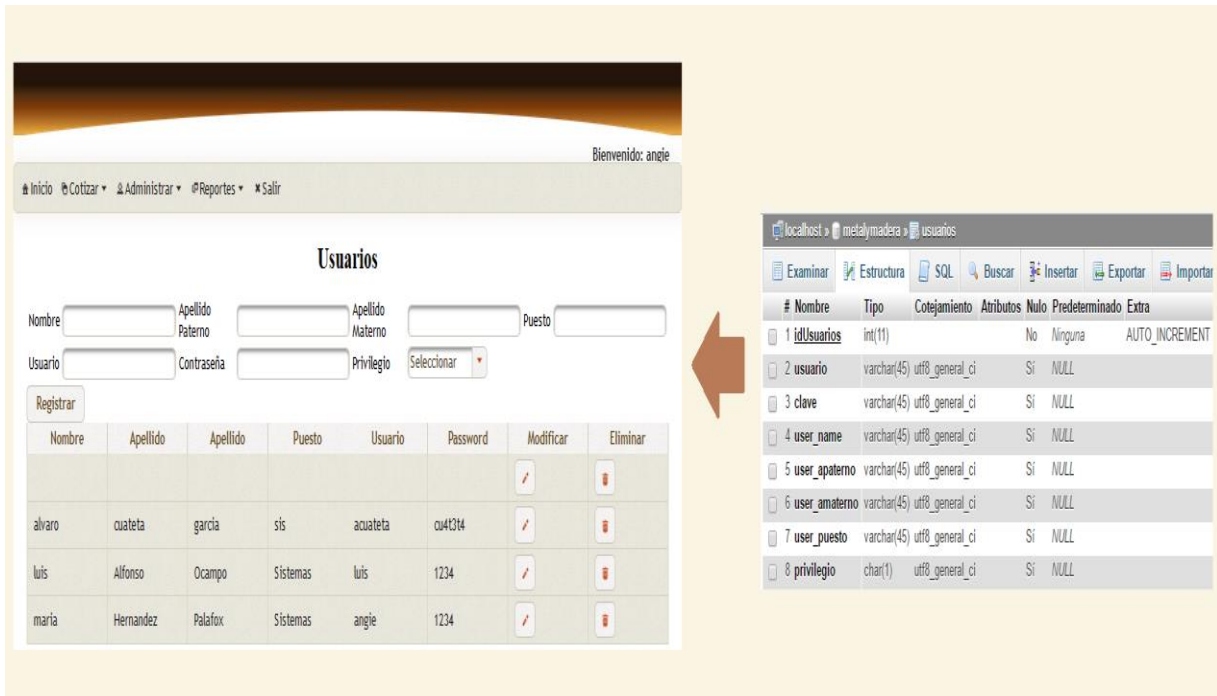 Bienvenido: angie
Inicio Cotizar Administrar Reportes Salir
Usuarios
Nombre Apellido Paterno Apellido Materno Puesto
Usuario Contraseña Privilegio Seleccionar
Registrar
Nombre Apellido Apellido Puesto Usuario Password Modificar Eliminar
alvaro cuateta garcia sis acuateta cu4t3t4
luis Alfonso Ocampo Sistemas luis 1234
maria Hernandez Palafox Sistemas angie 1234
localhost » metalymadera » usuarios
Examinar Estructura SQL Buscar Insertar Exportar Importar
# Nombre Tipo Cotejamiento Atributos Nulo Predeterminado Extra
1 idUsuarios int(11) No Ninguna AUTO_INCREMENT
2 usuario varchar(45) utf8_general_ci Sí NULL
3 clave varchar(45) utf8_general_ci Sí NULL
4 user_name varchar(45) utf8_general_ci Sí NULL
5 user_apaterno varchar(45) utf8_general_ci Sí NULL
6 user_amaterno varchar(45) utf8_general_ci Sí NULL
7 user_puesto varchar(45) utf8_general_ci Sí NULL
8 privilegio char(1) utf8_general_ci Sí NULL